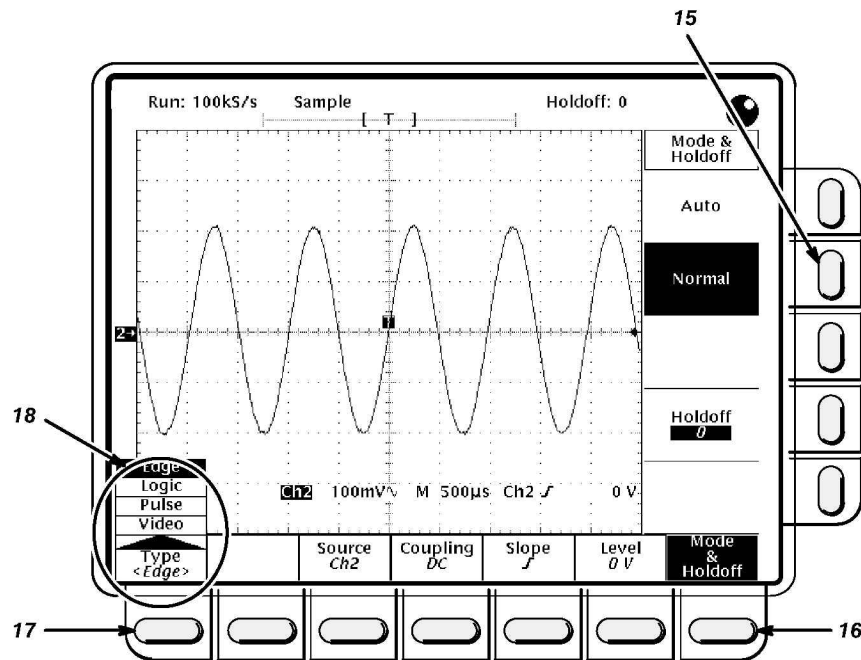 15
Run: 100kS/s Sample Holdoff: 0
[ T ]
Mode &
Holdoff
Auto
Normal
T
2
Holdoff
0
18
Edge
Logic
Pulse
Video
Type
<Edge>
Ch2 100mV∿ M 500µs Ch2 ʃ 0 V
Source
Ch2
Coupling
DC
Slope
ʃ
Level
0 V
Mode
&
Holdoff
17
16